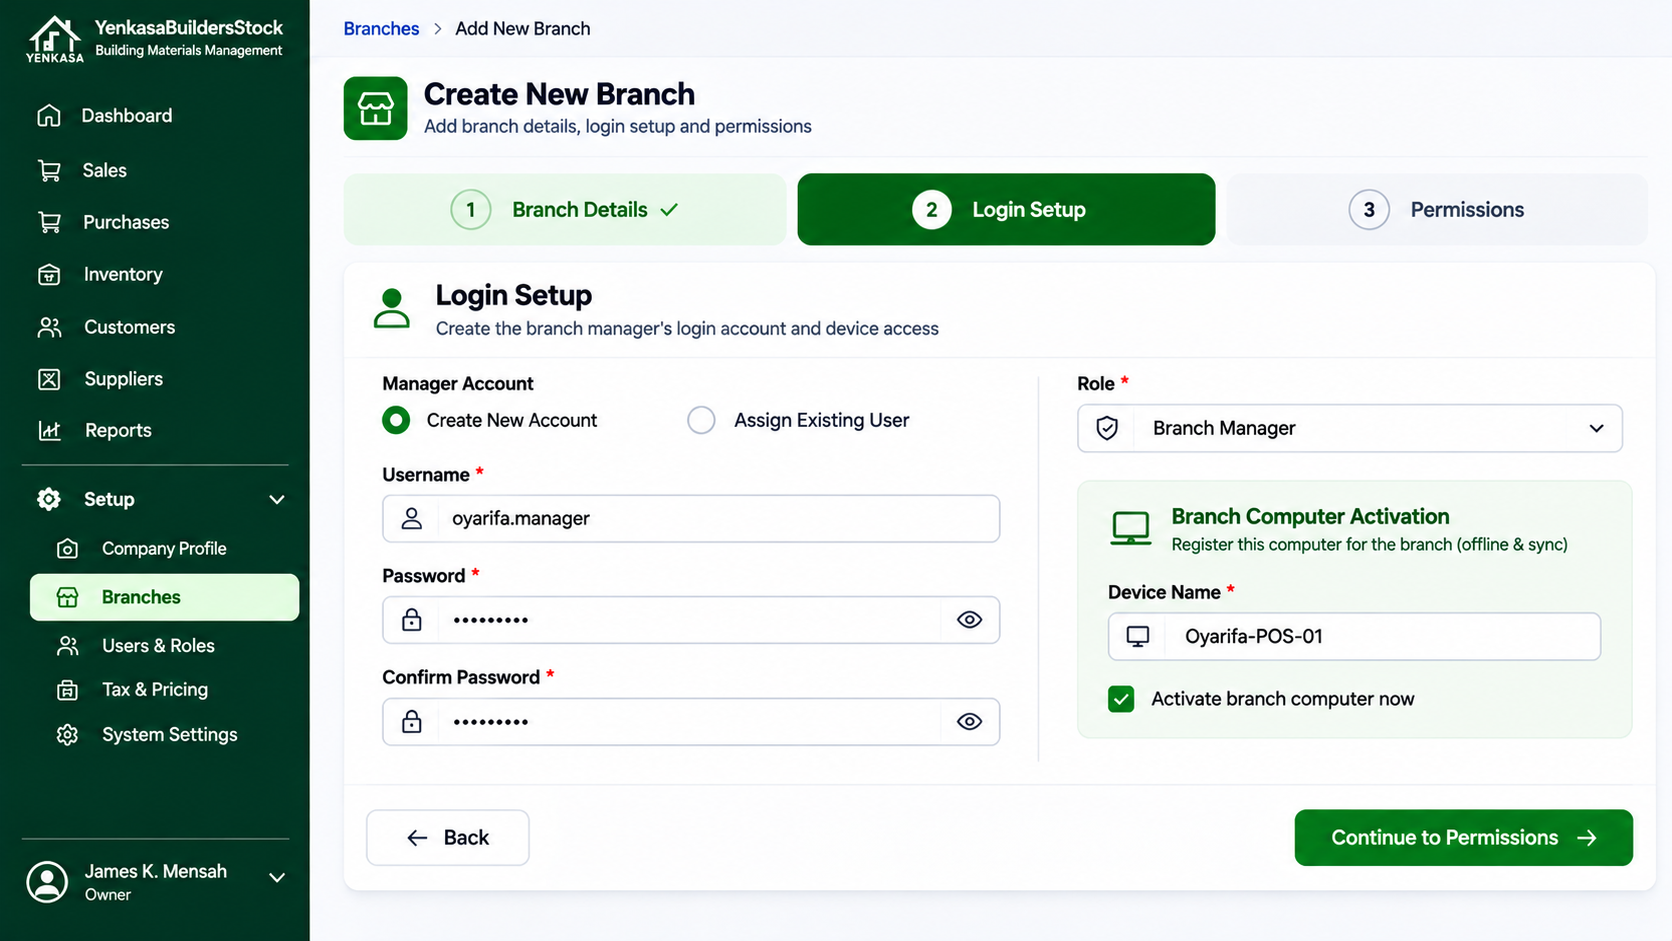 YENKASA
YenkasaBuildersStock
Building Materials Management
Dashboard
Sales
Purchases
Inventory
Customers
Suppliers
Reports
Setup
Company Profile
Branches
Users & Roles
Tax & Pricing
System Settings
James K. Mensah
Owner
Branches > Add New Branch
Create New Branch
Add branch details, login setup and permissions
1 Branch Details ✓
2 Login Setup
3 Permissions
Login Setup
Create the branch manager's login account and device access
Manager Account
Create New Account
Assign Existing User
Username *
oyarifa.manager
Password *
•••••••••
Confirm Password *
•••••••••
Role *
Branch Manager
Branch Computer Activation
Register this computer for the branch (offline & sync)
Device Name *
Oyarifa-POS-01
Activate branch computer now
← Back
Continue to Permissions →